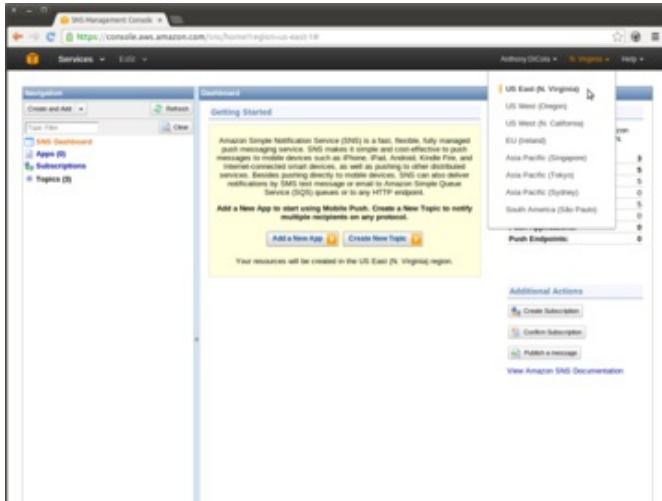 SNS Management Console
https://console.aws.amazon.com/sns/home?region=us-east-1#
Services
Edit
Anthony DiCola
N. Virginia
Help
Navigation
Create and Add
Refresh
Topic Filter
Clear
SNS Dashboard
Apps (0)
Subscriptions
Topics (3)
Dashboard
Getting Started
Amazon Simple Notification Service (SNS) is a fast, flexible, fully managed
push messaging service. SNS makes it simple and cost-effective to push
messages to mobile devices such as iPhone, iPad, Android, Kindle Fire, and
internet-connected smart devices, as well as pushing to other distributed
services. Besides pushing directly to mobile devices, SNS can also deliver
notifications by SMS text message or email to Amazon Simple Queue
Service (SQS) queues or to any HTTP endpoint.
Add a New App to start using Mobile Push. Create a New Topic to notify
multiple recipients on any protocol.
Add a New App
Create New Topic
Your resources will be created in the US East (N. Virginia) region.
US East (N. Virginia)
US West (Oregon)
US West (N. California)
EU (Ireland)
Asia Pacific (Singapore)
Asia Pacific (Tokyo)
Asia Pacific (Sydney)
South America (São Paulo)
3
5
5
0
5
0
0
Push Endpoints: 0
Additional Actions
Create Subscription
Confirm Subscription
Publish a message
View Amazon SNS Documentation